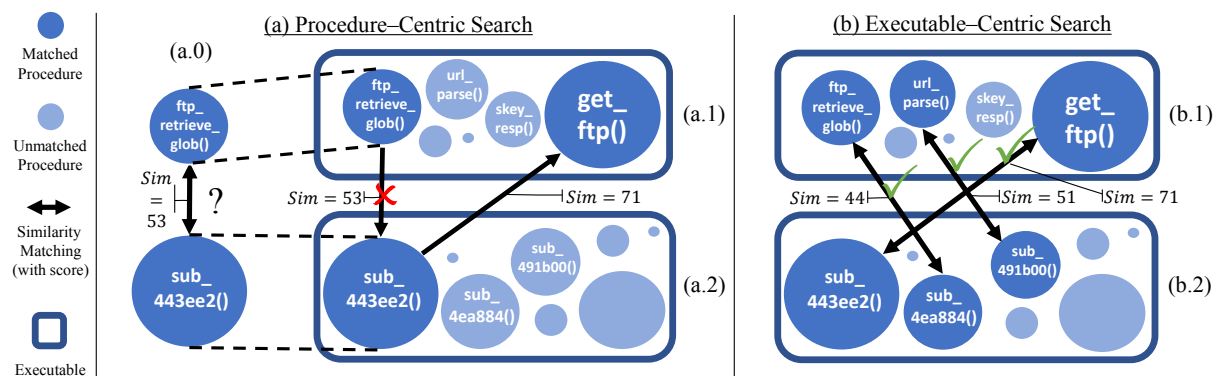 Matched
Procedure
Unmatched
Procedure
Similarity
Matching
(with score)
Executable
(a) Procedure–Centric Search
(a.0)
ftp_
retrieve_
glob()
Sim
=
53
?
sub_
443ee2()
ftp_
retrieve_
glob()
url_
parse()
skey_
resp()
get_
ftp()
(a.1)
Sim = 53
Sim = 71
sub_
443ee2()
sub_
4ea884()
sub_
491b00()
(a.2)
(b) Executable–Centric Search
ftp_
retrieve_
glob()
url_
parse()
skey_
resp()
get_
ftp()
(b.1)
Sim = 44
Sim = 51
Sim = 71
sub_
443ee2()
sub_
4ea884()
sub_
491b00()
(b.2)